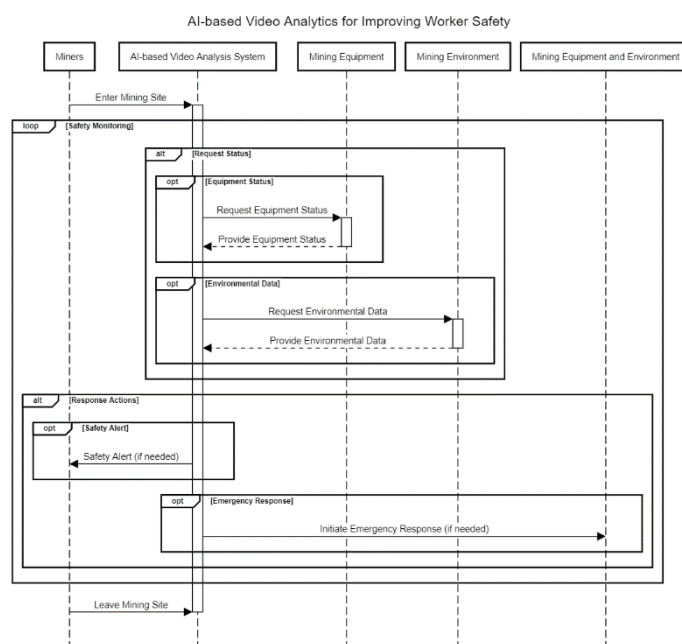 AI-based Video Analytics for Improving Worker Safety
Miners
AI-based Video Analysis System
Mining Equipment
Mining Environment
Mining Equipment and Environment
Enter Mining Site
loop [Safety Monitoring]
alt [Request Status]
opt [Equipment Status]
Request Equipment Status
Provide Equipment Status
opt [Environmental Data]
Request Environmental Data
Provide Environmental Data
alt [Response Actions]
opt [Safety Alert]
Safety Alert (if needed)
opt [Emergency Response]
Initiate Emergency Response (if needed)
Leave Mining Site